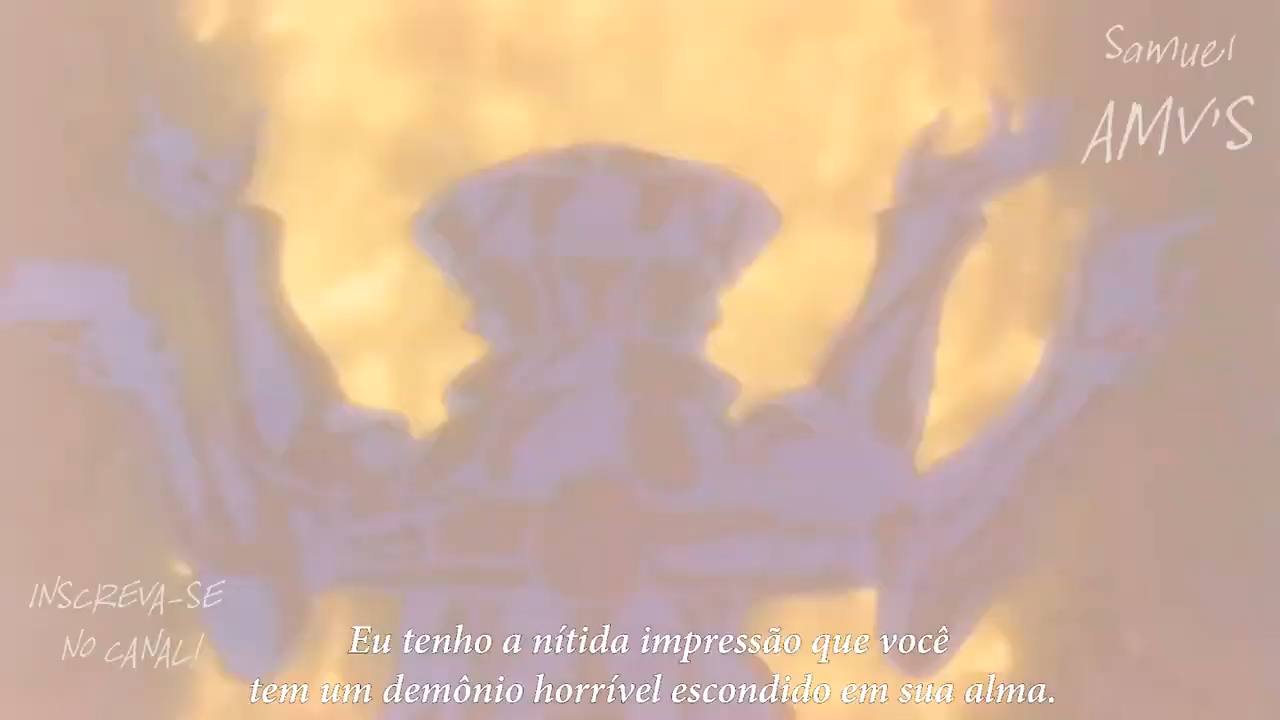 Samuel
AMV'S
INSCREVA-SE
NO CANAL!
Eu tenho a nítida impressão que você
tem um demônio horrível escondido em sua alma.